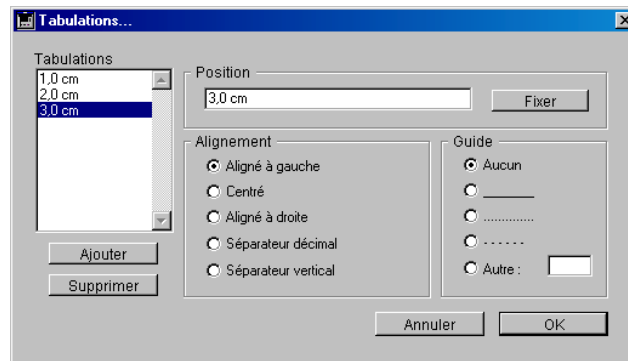 Tabulations...
Tabulations
1,0 cm
2,0 cm
3,0 cm
Ajouter
Supprimer
Position
3,0 cm
Fixer
Alignement
Aligné à gauche
Centré
Aligné à droite
Séparateur décimal
Séparateur vertical
Guide
Aucun
_______
..............
- - - - - -
Autre :
Annuler
OK